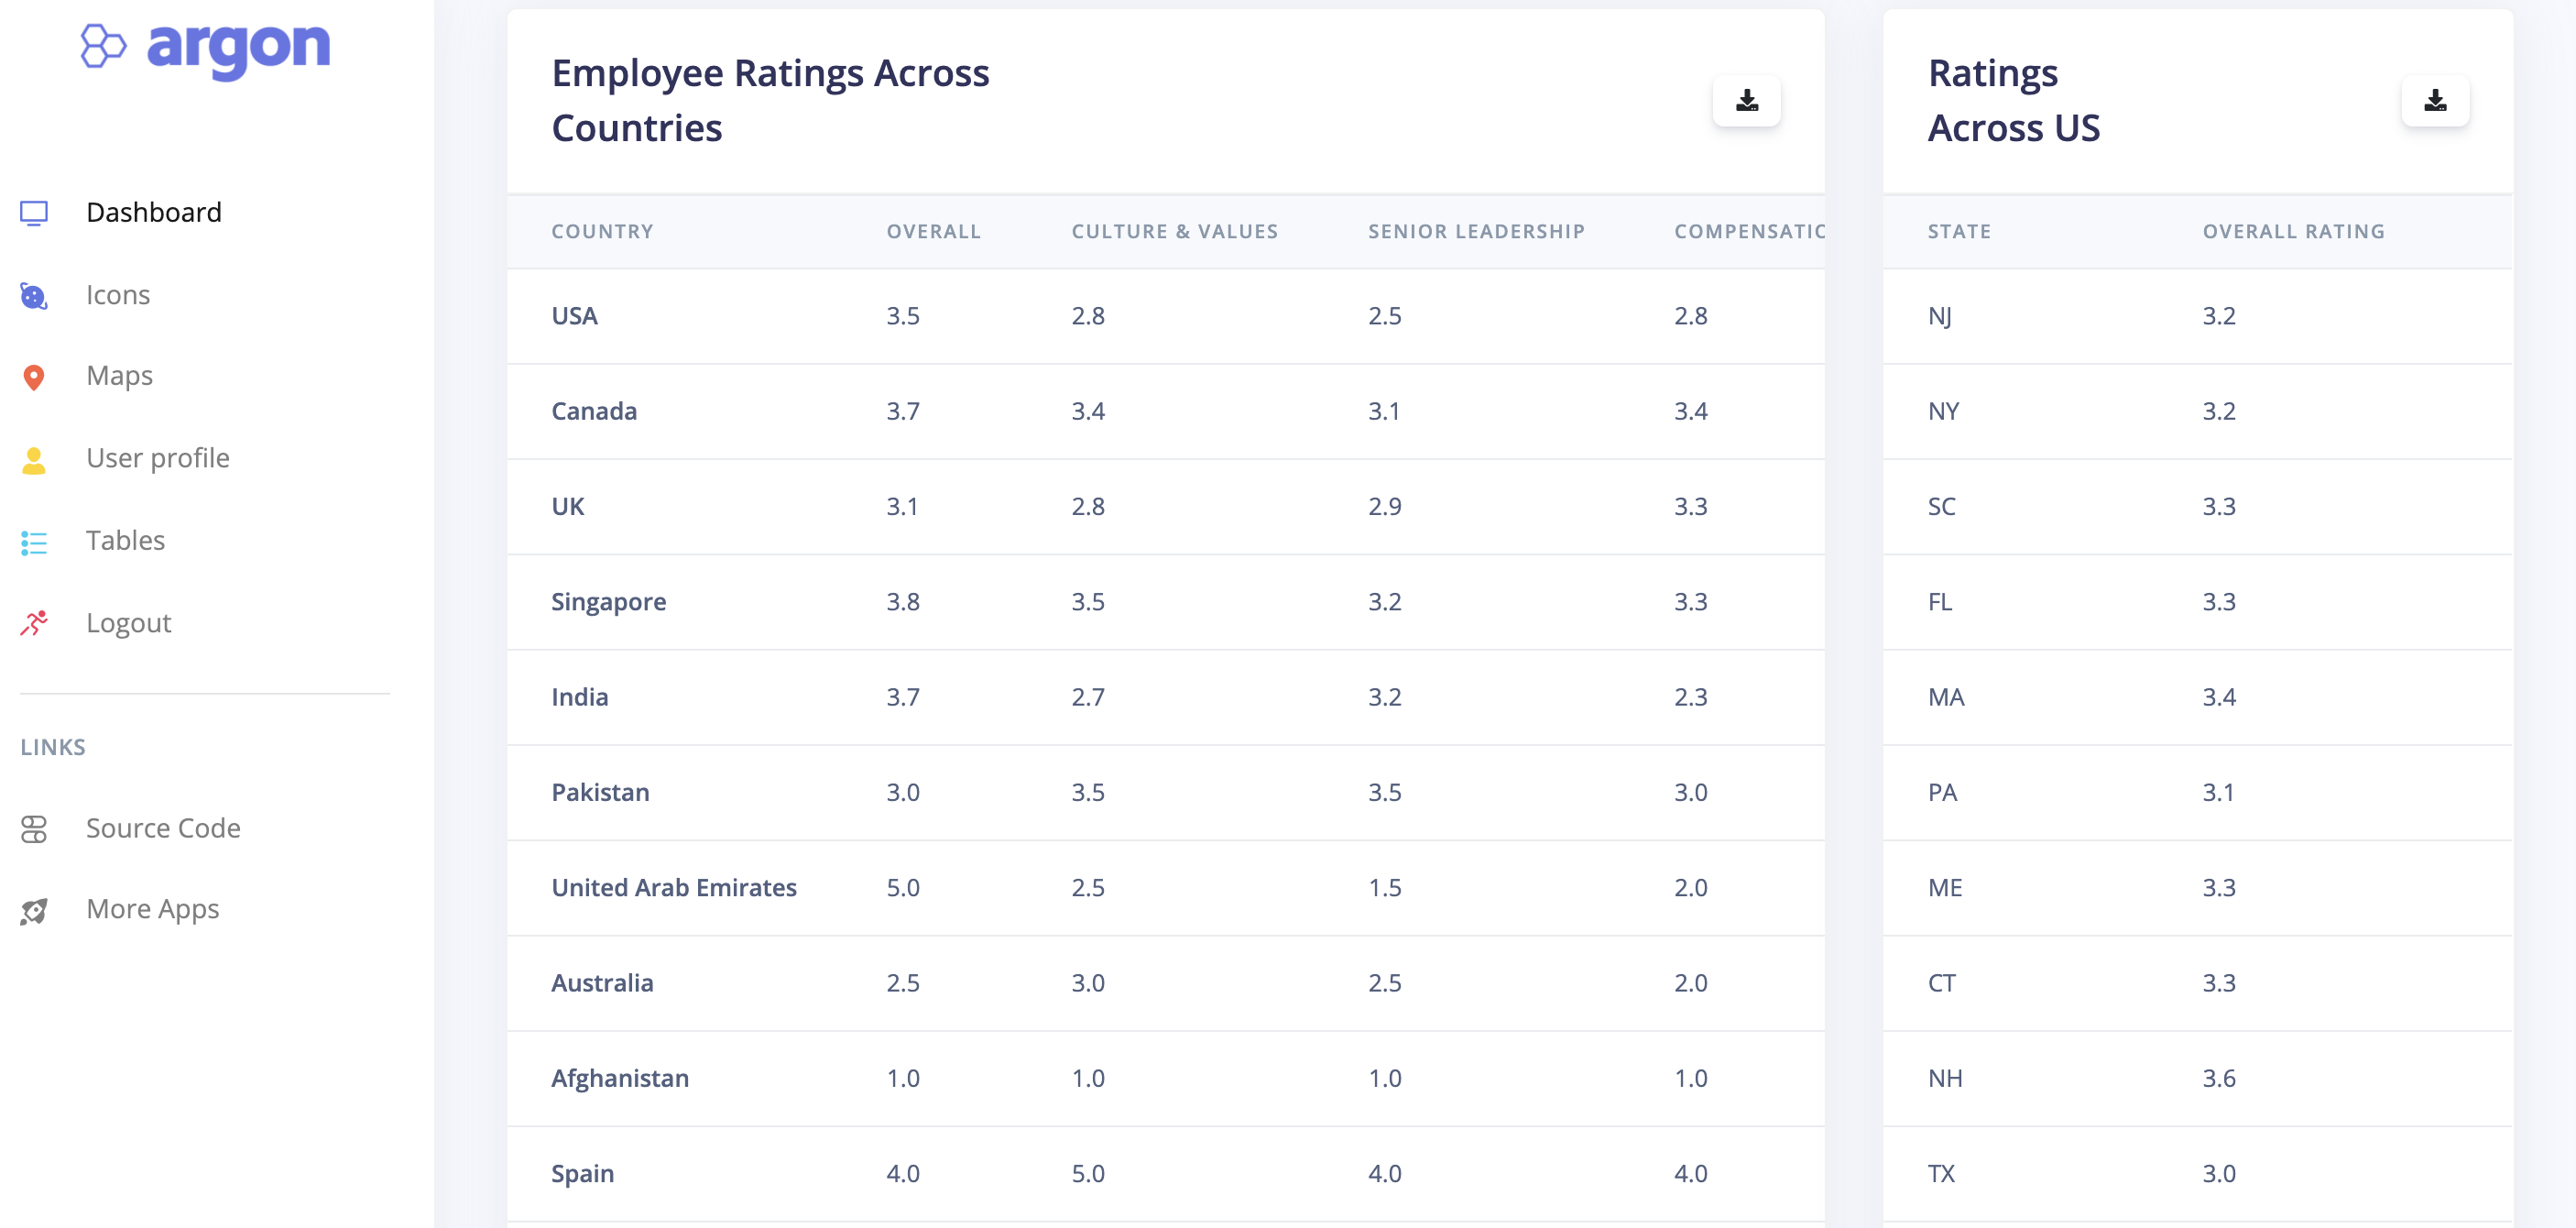 argon
Dashboard
Icons
Maps
User profile
Tables
Logout
LINKS
Source Code
More Apps
Employee Ratings Across
Countries
COUNTRY OVERALL CULTURE & VALUES SENIOR LEADERSHIP COMPENSATIC
USA 3.5 2.8 2.5 2.8
Canada 3.7 3.4 3.1 3.4
UK 3.1 2.8 2.9 3.3
Singapore 3.8 3.5 3.2 3.3
India 3.7 2.7 3.2 2.3
Pakistan 3.0 3.5 3.5 3.0
United Arab Emirates 5.0 2.5 1.5 2.0
Australia 2.5 3.0 2.5 2.0
Afghanistan 1.0 1.0 1.0 1.0
Spain 4.0 5.0 4.0 4.0
Ratings
Across US
STATE OVERALL RATING
NJ 3.2
NY 3.2
SC 3.3
FL 3.3
MA 3.4
PA 3.1
ME 3.3
CT 3.3
NH 3.6
TX 3.0